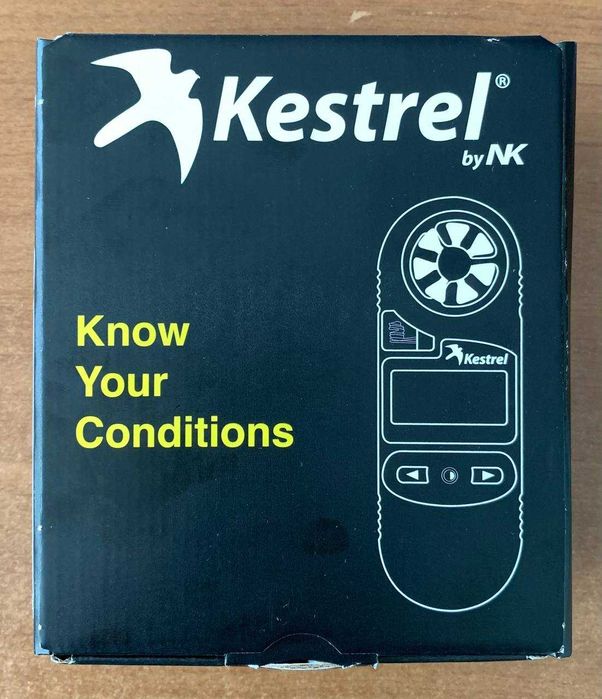 Kestrel®
by NK
Know
Your
Conditions
Kestrel